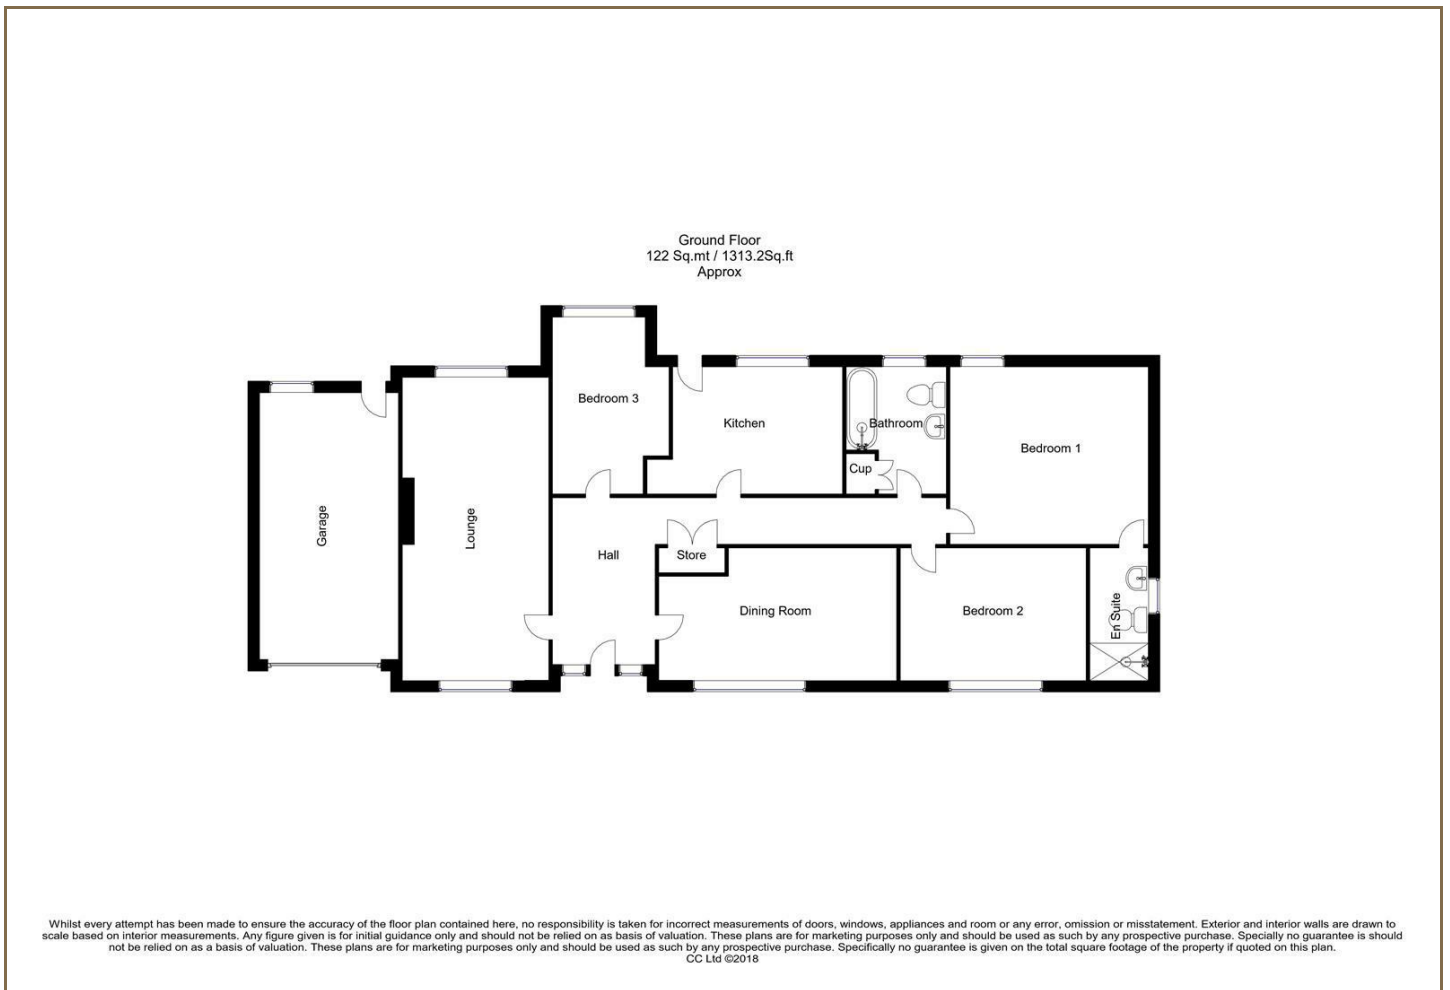 Ground Floor
122 Sq.mt / 1313.2Sq.ft
Approx
Bedroom 3
Kitchen
Bathroom
Bedroom 1
Cup
Garage
Lounge
Hall
Store
Dining Room
Bedroom 2
En Suite
Whilst every attempt has been made to ensure the accuracy of the floor plan contained here, no responsibility is taken for incorrect measurements of doors, windows, appliances and room or any error, omission or misstatement. Exterior and interior walls are drawn to
scale based on interior measurements. Any figure given is for initial guidance only and should not be relied on as basis of valuation. These plans are for marketing purposes only and should be used as such by any prospective purchase. Specially no guarantee is should
not be relied on as a basis of valuation. These plans are for marketing purposes only and should be used as such by any prospective purchase. Specifically no guarantee is given on the total square footage of the property if quoted on this plan.
CC Ltd ©2018